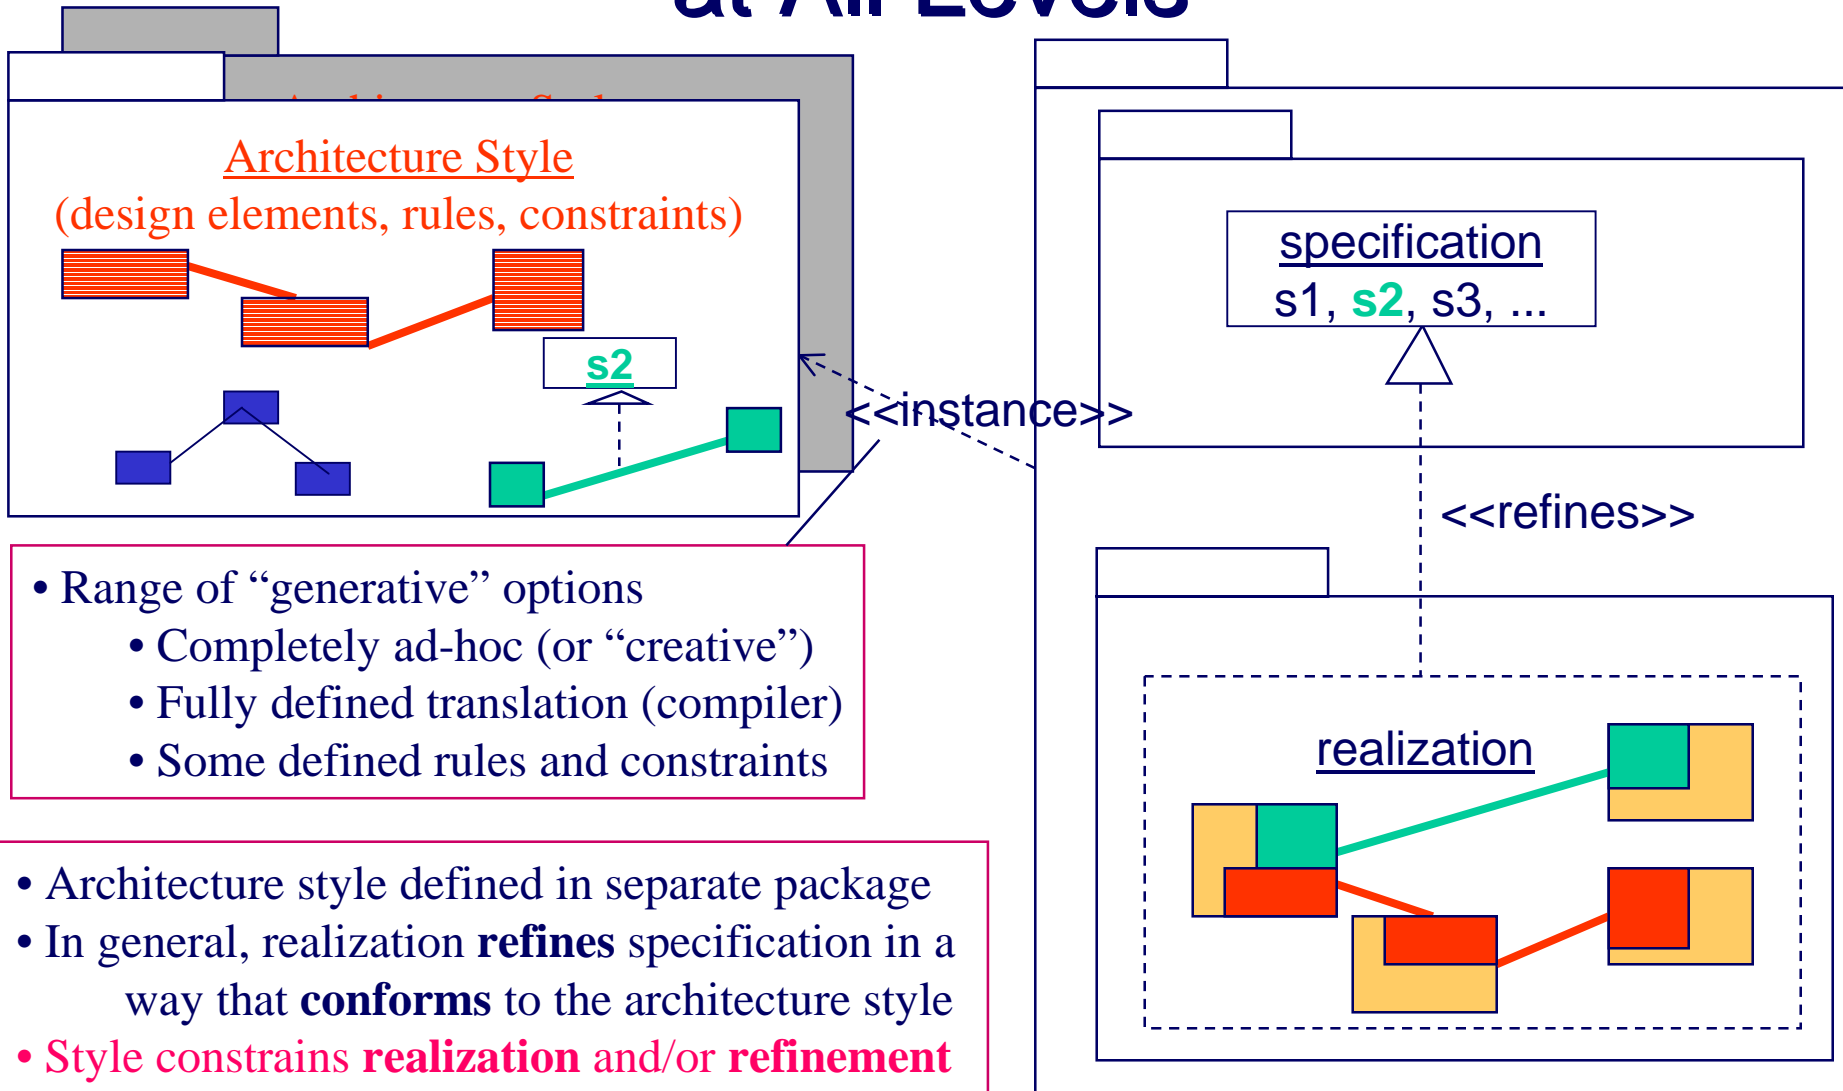 at All Levels
Architecture Style
(design elements, rules, constraints)
s2
<<instance>>
specification
s1, s2, s3, ...
<<refines>>
realization
• Range of “generative” options
• Completely ad-hoc (or “creative”)
• Fully defined translation (compiler)
• Some defined rules and constraints
• Architecture style defined in separate package
• In general, realization refines specification in a
way that conforms to the architecture style
• Style constrains realization and/or refinement